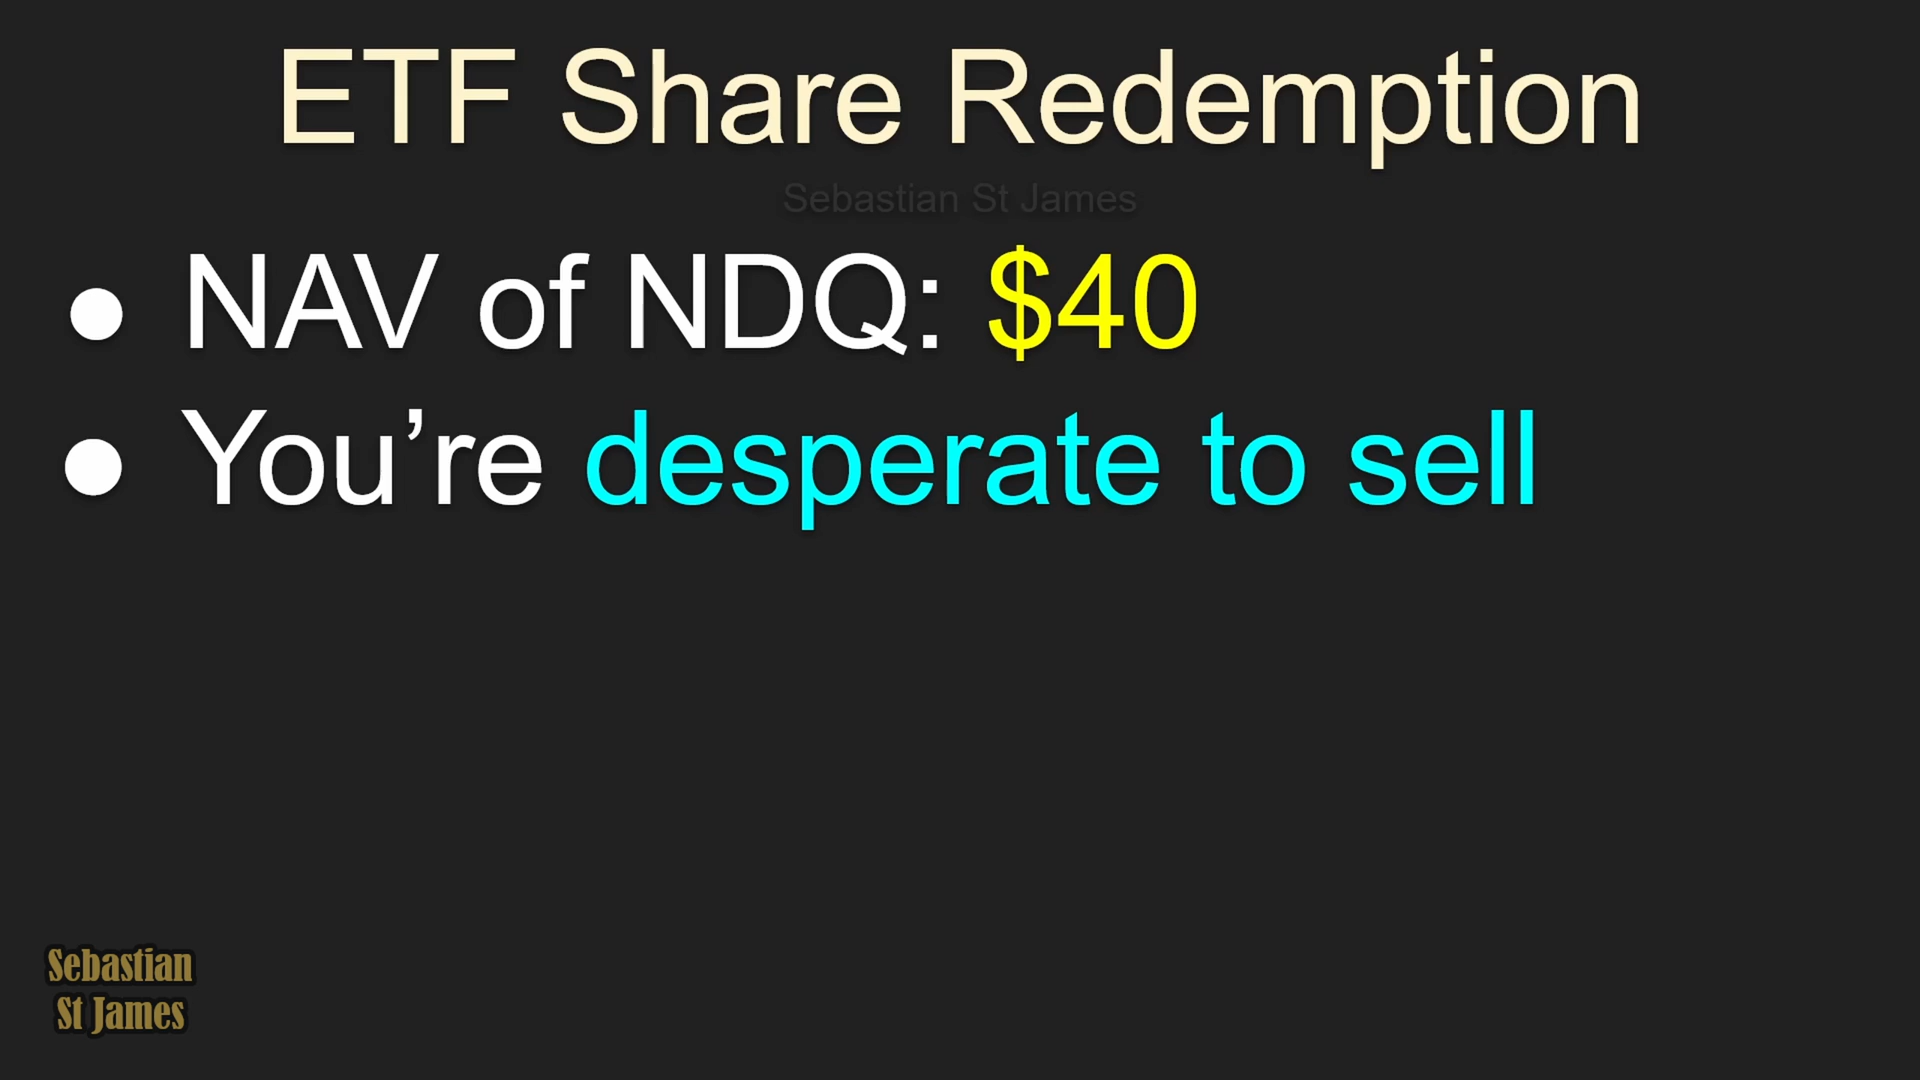 ETF Share Redemption
Sebastian St James
● NAV of NDQ: $40
● You’re desperate to sell
Sebastian
St James